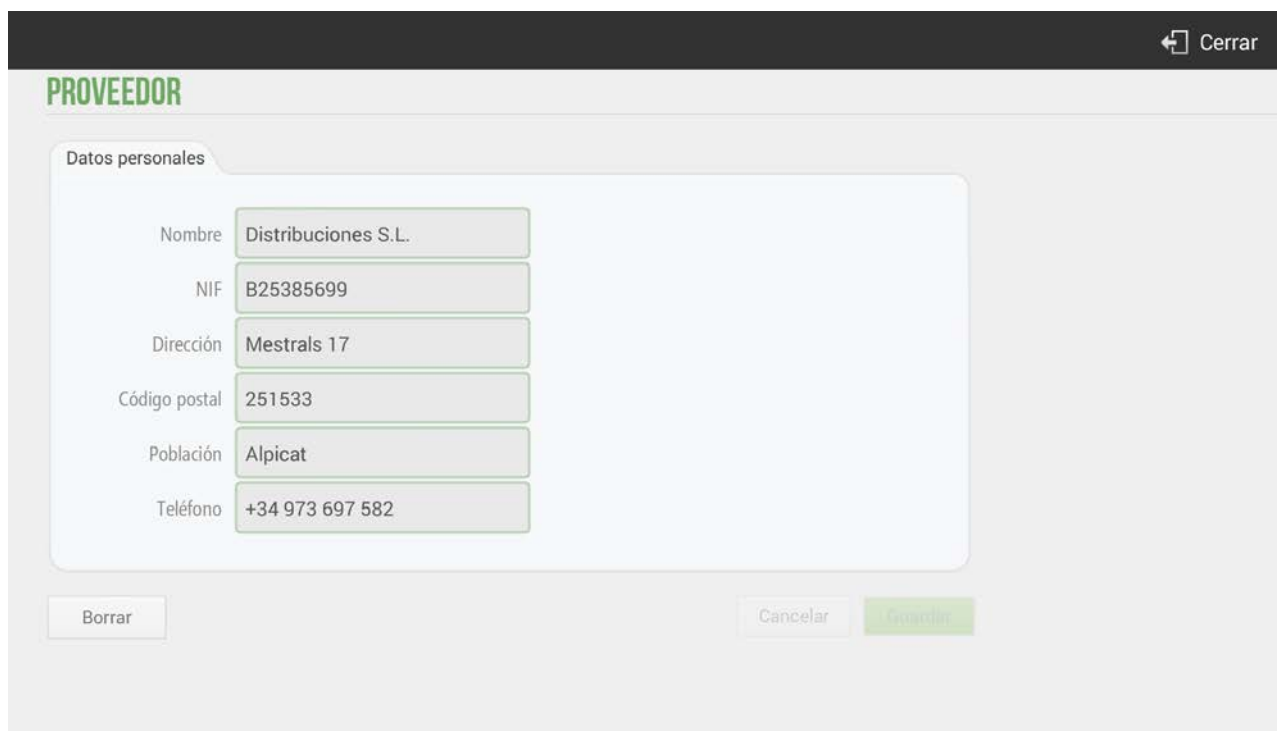 Cerrar
PROVEEDOR
Datos personales
Nombre Distribuciones S.L.
NIF B25385699
Dirección Mestrals 17
Código postal 251533
Población Alpicat
Teléfono +34 973 697 582
Borrar Cancelar Guardar